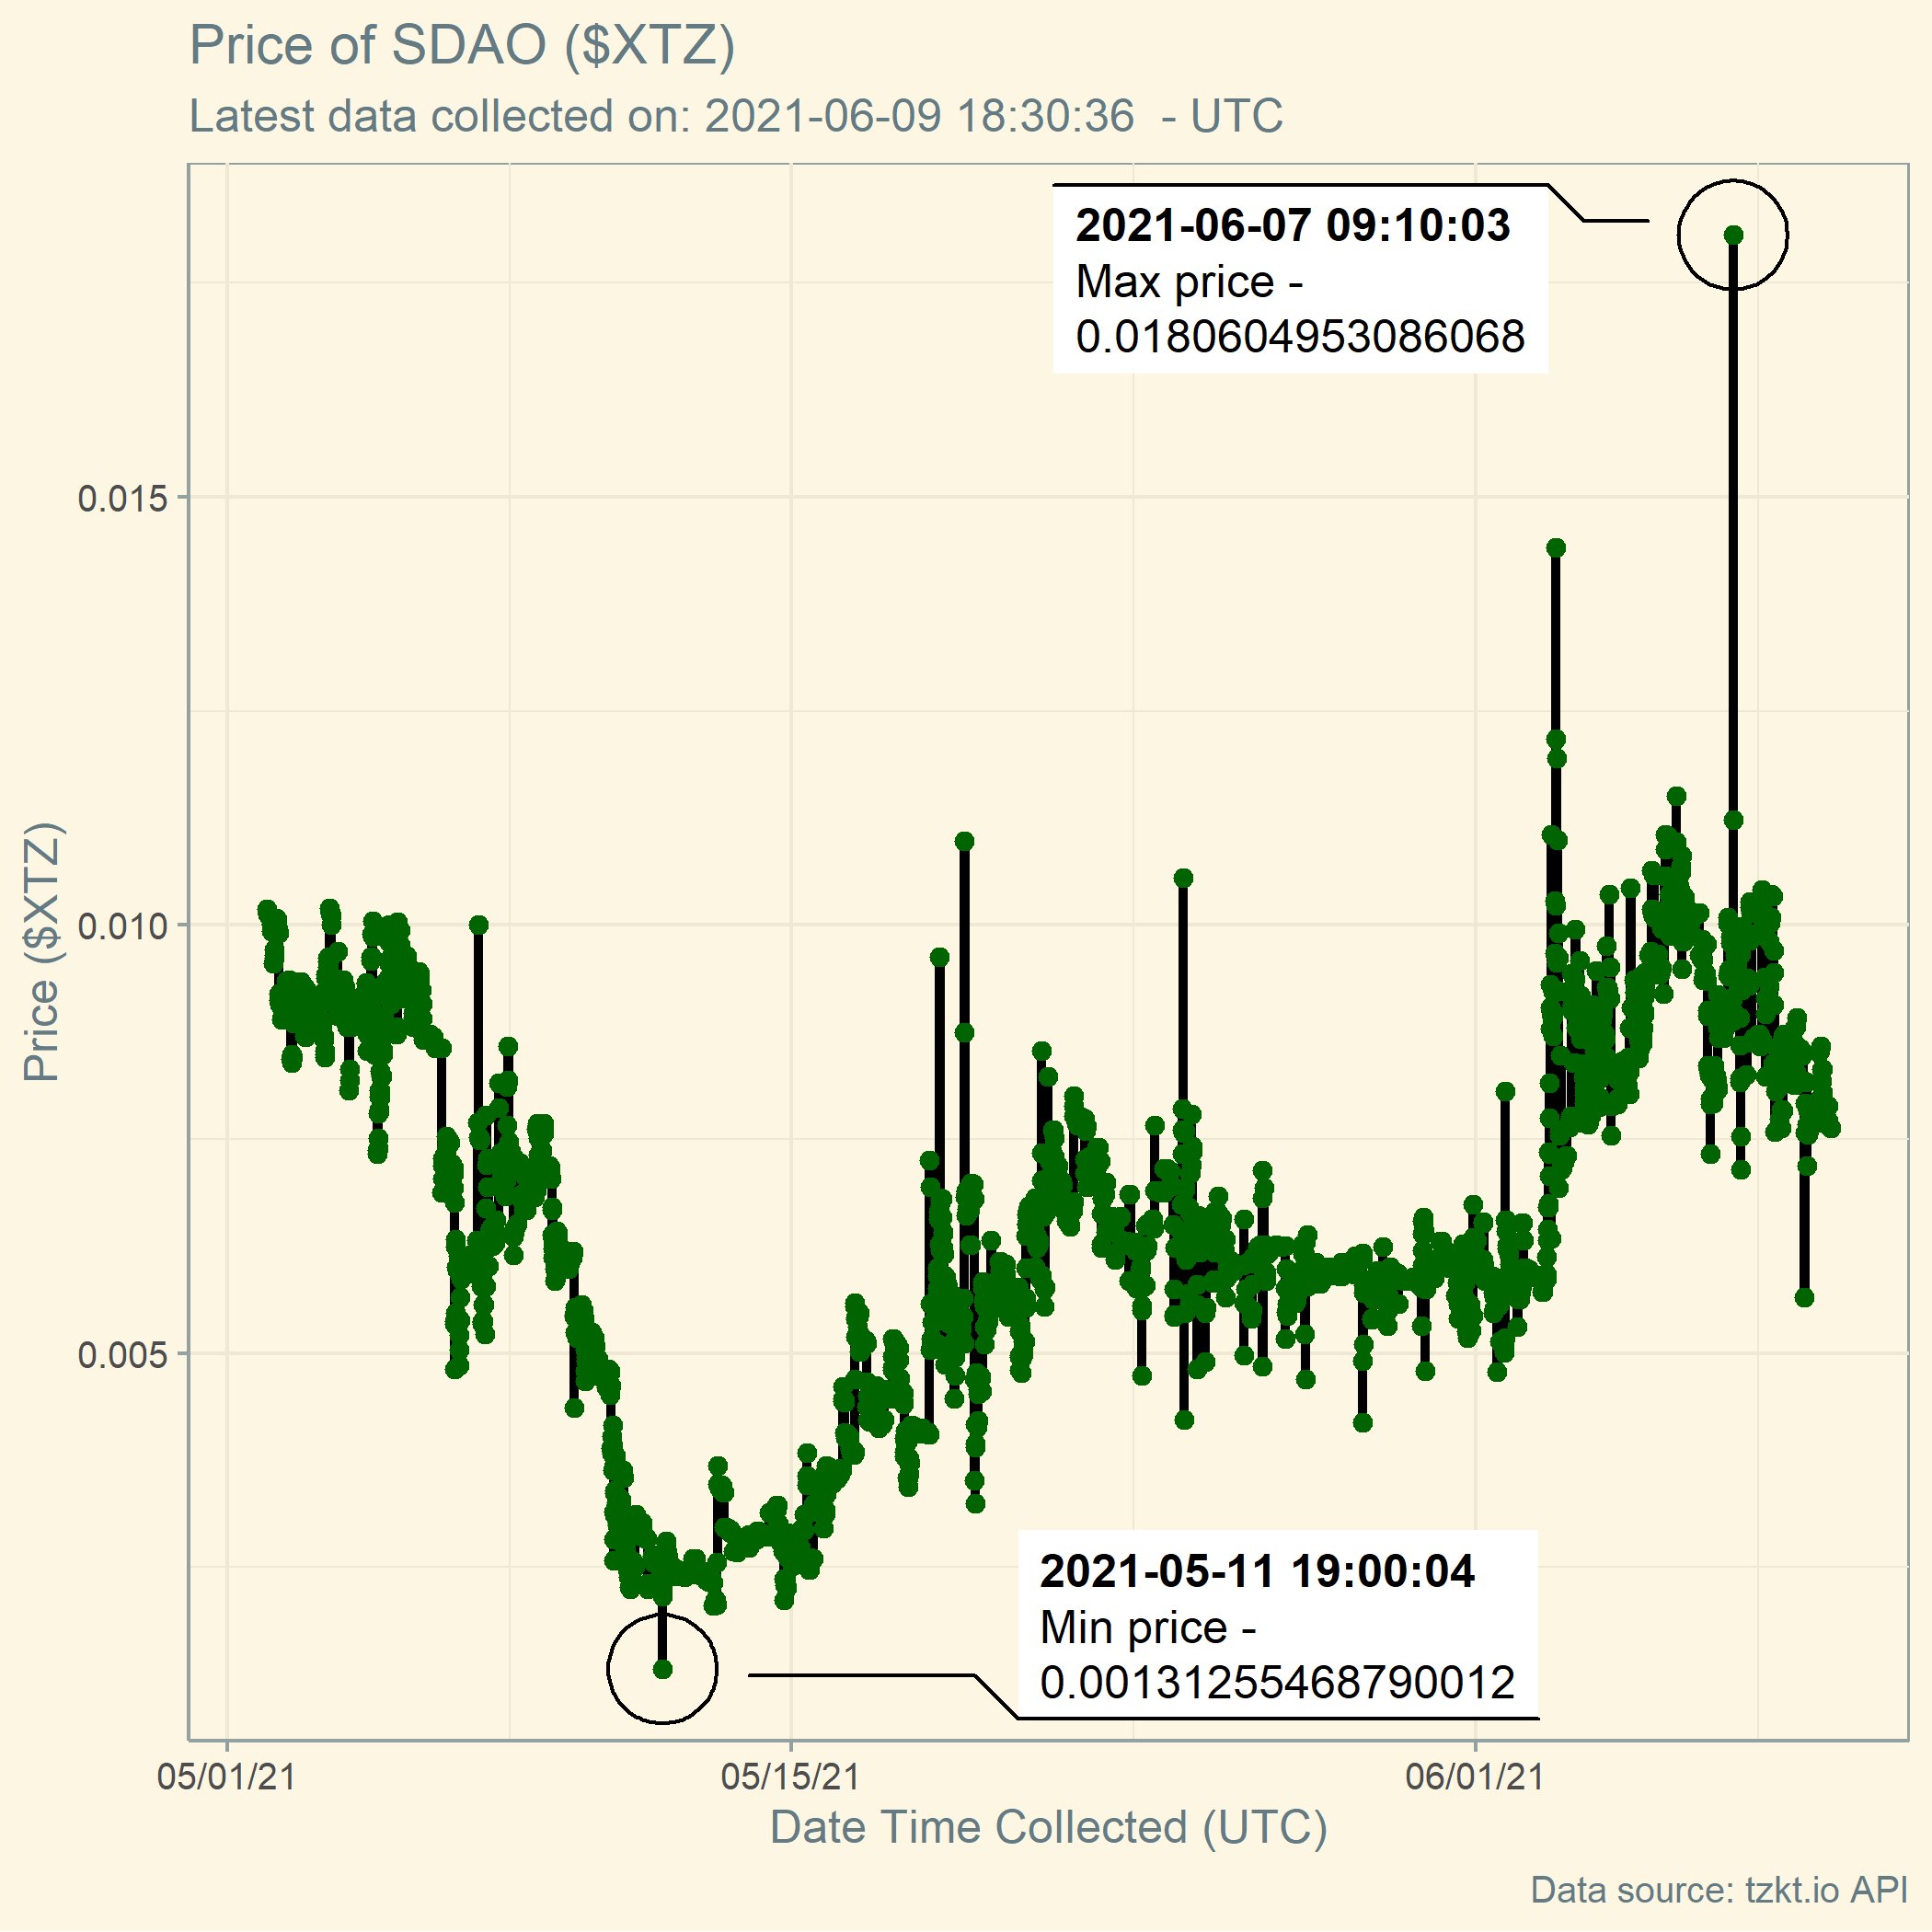 Price of SDAO ($XTZ)
Latest data collected on: 2021-06-09 18:30:36  - UTC
2021-06-07 09:10:03
Max price -
0.0180604953086068
0.015
0.010
0.005
Price ($XTZ)
2021-05-11 19:00:04
Min price -
0.00131255468790012
05/01/21
05/15/21
06/01/21
Date Time Collected (UTC)
Data source: tzkt.io API